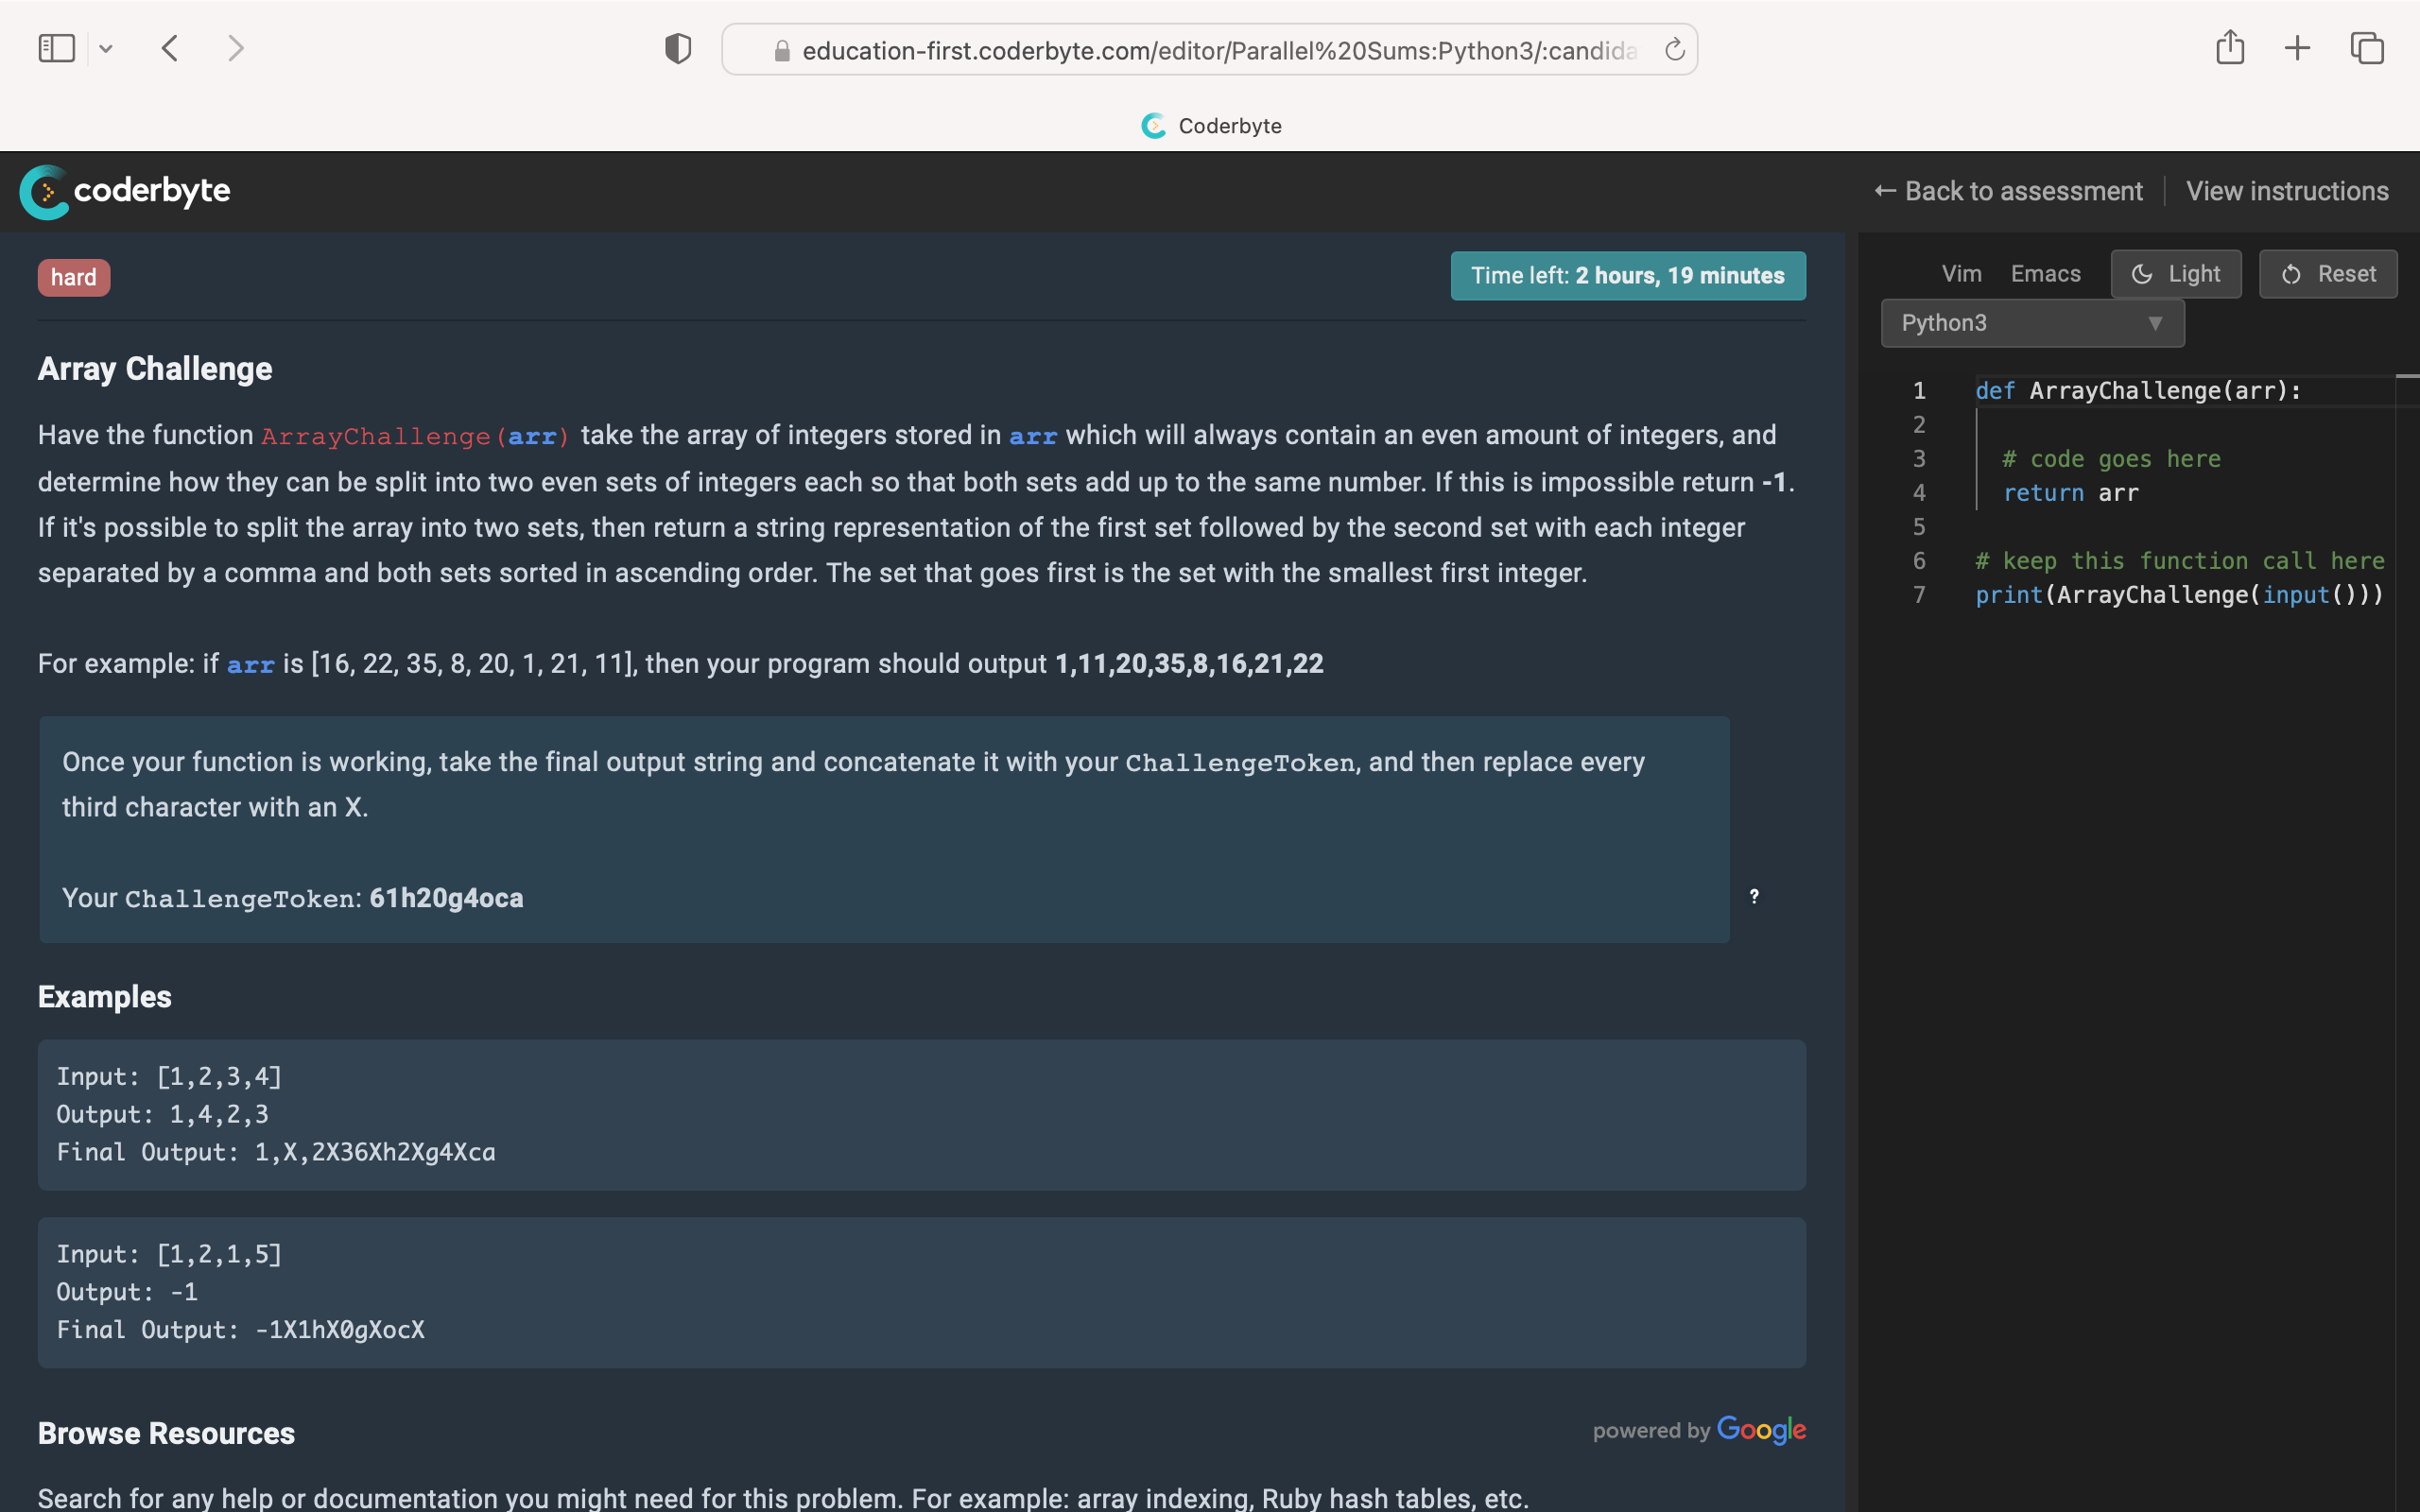 education-first.coderbyte.com/editor/Parallel%20Sums:Python3/:candida
Coderbyte
coderbyte
← Back to assessment
View instructions
hard
Time left: 2 hours, 19 minutes
Array Challenge
Have the function ArrayChallenge(arr) take the array of integers stored in arr which will always contain an even amount of integers, and
determine how they can be split into two even sets of integers each so that both sets add up to the same number. If this is impossible return -1.
If it's possible to split the array into two sets, then return a string representation of the first set followed by the second set with each integer
separated by a comma and both sets sorted in ascending order. The set that goes first is the set with the smallest first integer.
For example: if arr is [16, 22, 35, 8, 20, 1, 21, 11], then your program should output 1,11,20,35,8,16,21,22
Once your function is working, take the final output string and concatenate it with your ChallengeToken, and then replace every
third character with an X.
Your ChallengeToken: 61h20g4oca
?
Examples
Input: [1,2,3,4]
Output: 1,4,2,3
Final Output: 1,X,2X36Xh2Xg4Xca
Input: [1,2,1,5]
Output: -1
Final Output: -1X1hX0gXocX
Browse Resources
powered by Google
Search for any help or documentation you might need for this problem. For example: array indexing, Ruby hash tables, etc.
Vim
Emacs
Light
Reset
Python3
1 def ArrayChallenge(arr):
2
3 # code goes here
4 return arr
5
6 # keep this function call here
7 print(ArrayChallenge(input()))